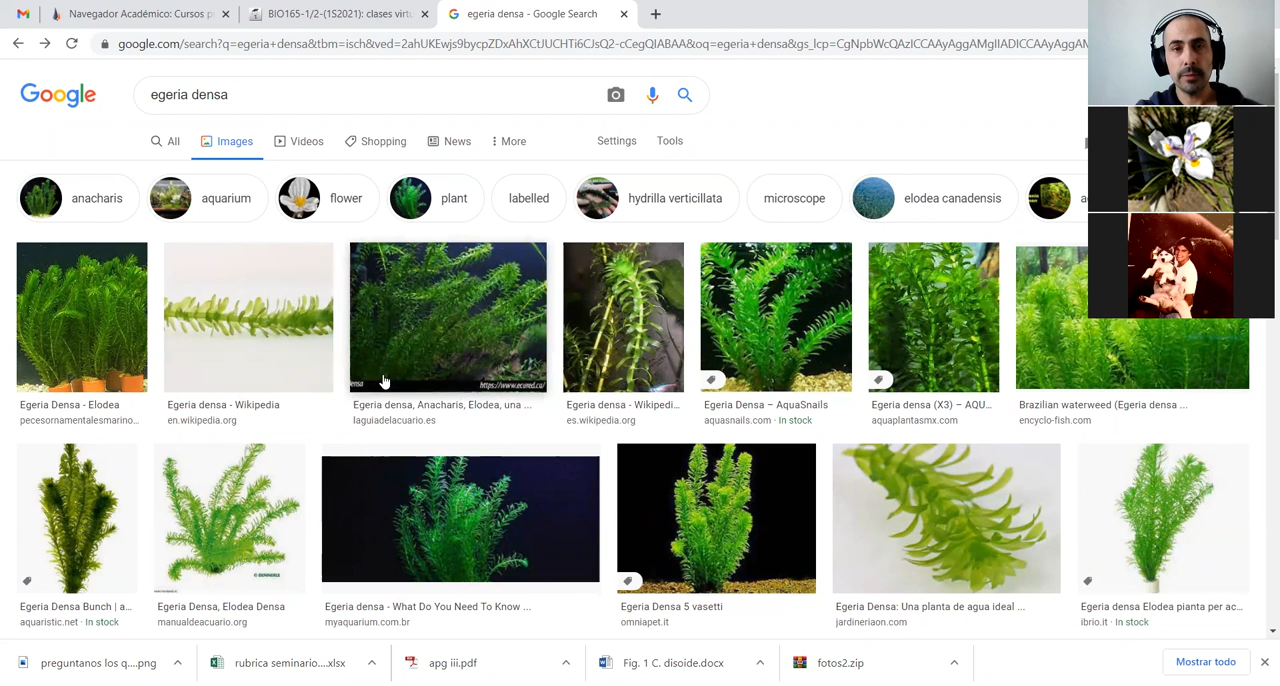 Navegador Académico: Cursos p
BIO165-1/2-(1S2021): clases virtu
egeria densa - Google Search
google.com/search?q=egeria+densa&tbm=isch&ved=2ahUKEwjs9bycpZDxAhXCtJUCHTi6CJsQ2-cCegQIABAA&oq=egeria+densa&gs_lcp=CgNpbWcQAzICCAAyAggAMgIIADICCAAyAggAM
Google
egeria densa
All
Images
Videos
Shopping
News
More
Settings
Tools
anacharis
aquarium
flower
plant
labelled
hydrilla verticillata
microscope
elodea canadensis
a
densa
https://www.ecured.cu/
Egeria Densa - Elodea
pecesornamentalesmarino...
Egeria densa - Wikipedia
en.wikipedia.org
Egeria densa, Anacharis, Elodea, una ...
laguiadelacuario.es
Egeria densa - Wikipedi...
es.wikipedia.org
Egeria Densa – AquaSnails
aquasnails.com · In stock
Egeria densa (X3) – AQU...
aquaplantasmx.com
Brazilian waterweed (Egeria densa ...
encyclo-fish.com
© DENNERLE
Egeria Densa Bunch | a...
aquaristic.net · In stock
Egeria Densa, Elodea Densa
manualdeacuario.org
Egeria densa - What Do You Need To Know ...
myaquarium.com.br
Egeria Densa 5 vasetti
omniapet.it
Egeria Densa: Una planta de agua ideal ...
jardineriaon.com
Egeria densa Elodea pianta per ac...
ibrio.it · In stock
preguntanos los q....png
rubrica seminario....xlsx
apg iii.pdf
Fig. 1 C. disoide.docx
fotos2.zip
Mostrar todo